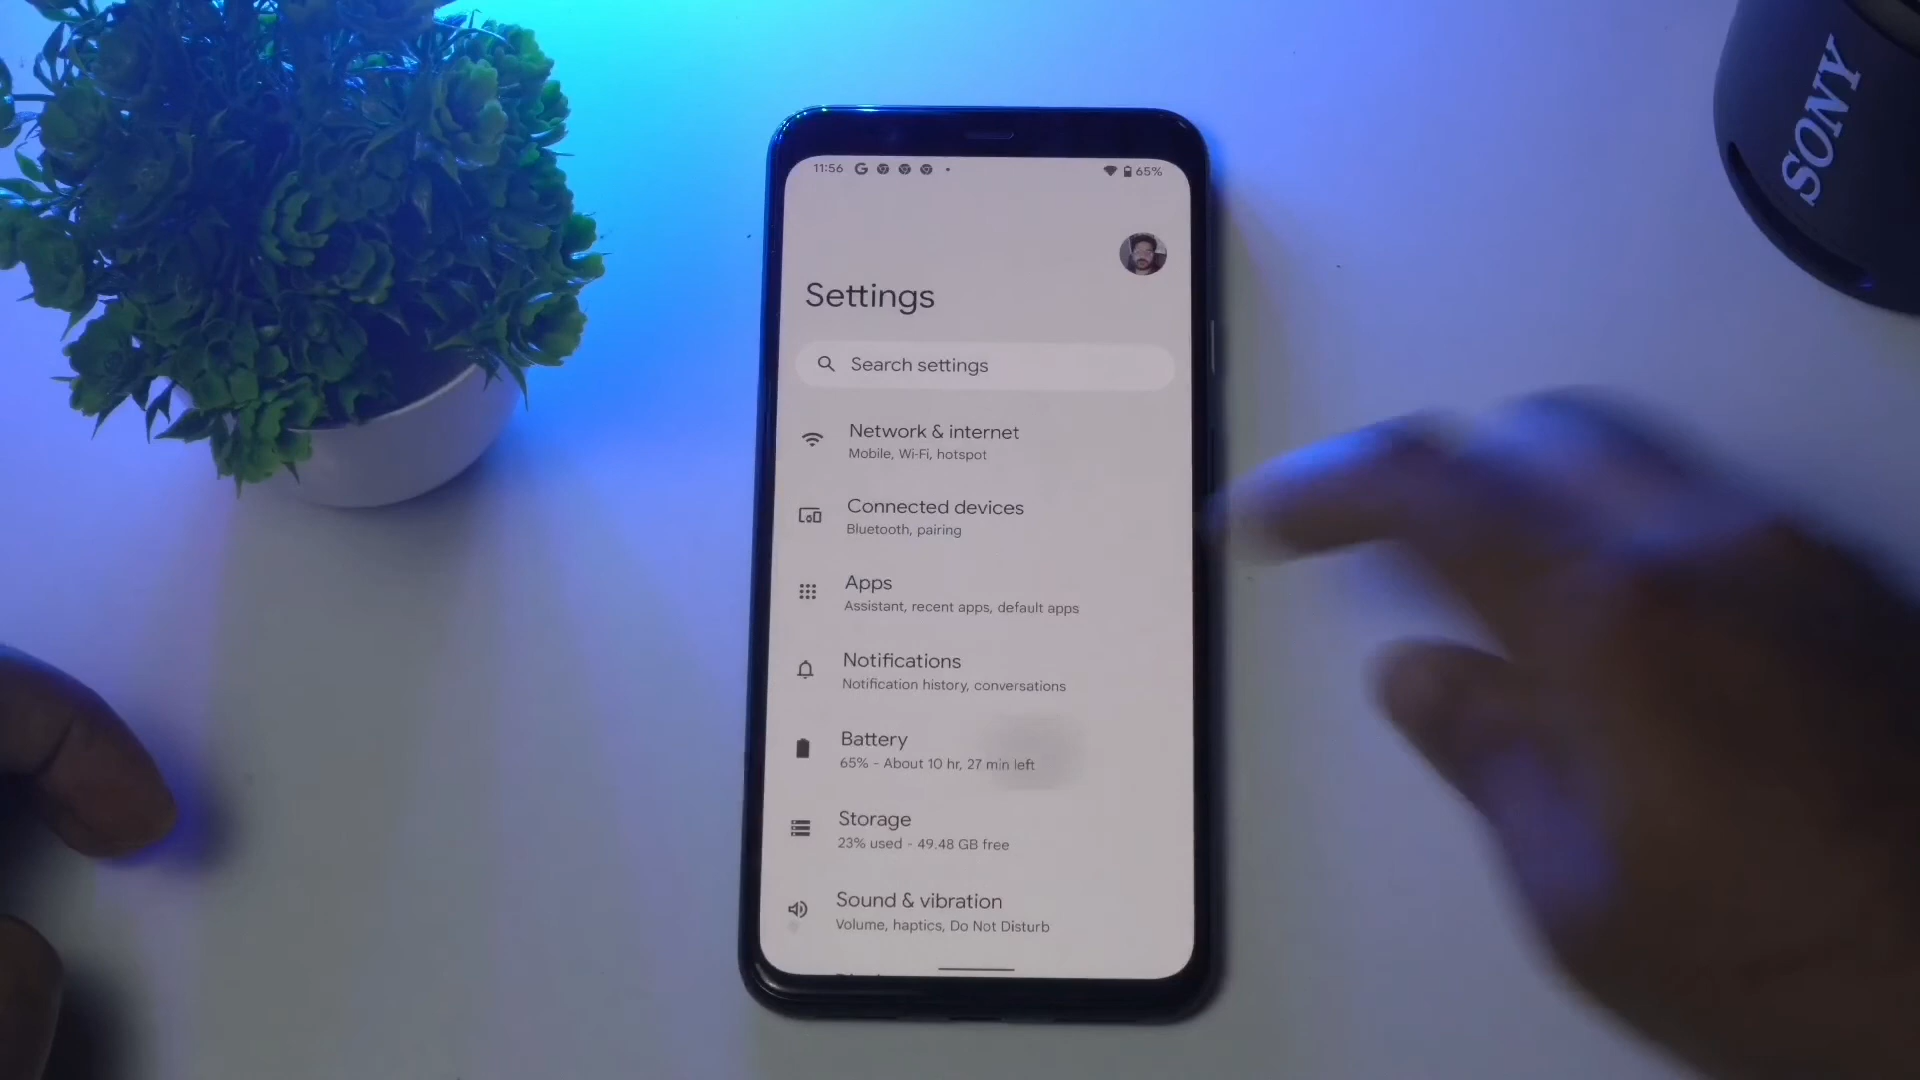 SONY
11:56
65%
Settings
Search settings
Network & internet
Mobile, Wi-Fi, hotspot
Connected devices
Bluetooth, pairing
Apps
Assistant, recent apps, default apps
Notifications
Notification history, conversations
Battery
65% - About 10 hr, 27 min left
Storage
23% used - 49.48 GB free
Sound & vibration
Volume, haptics, Do Not Disturb